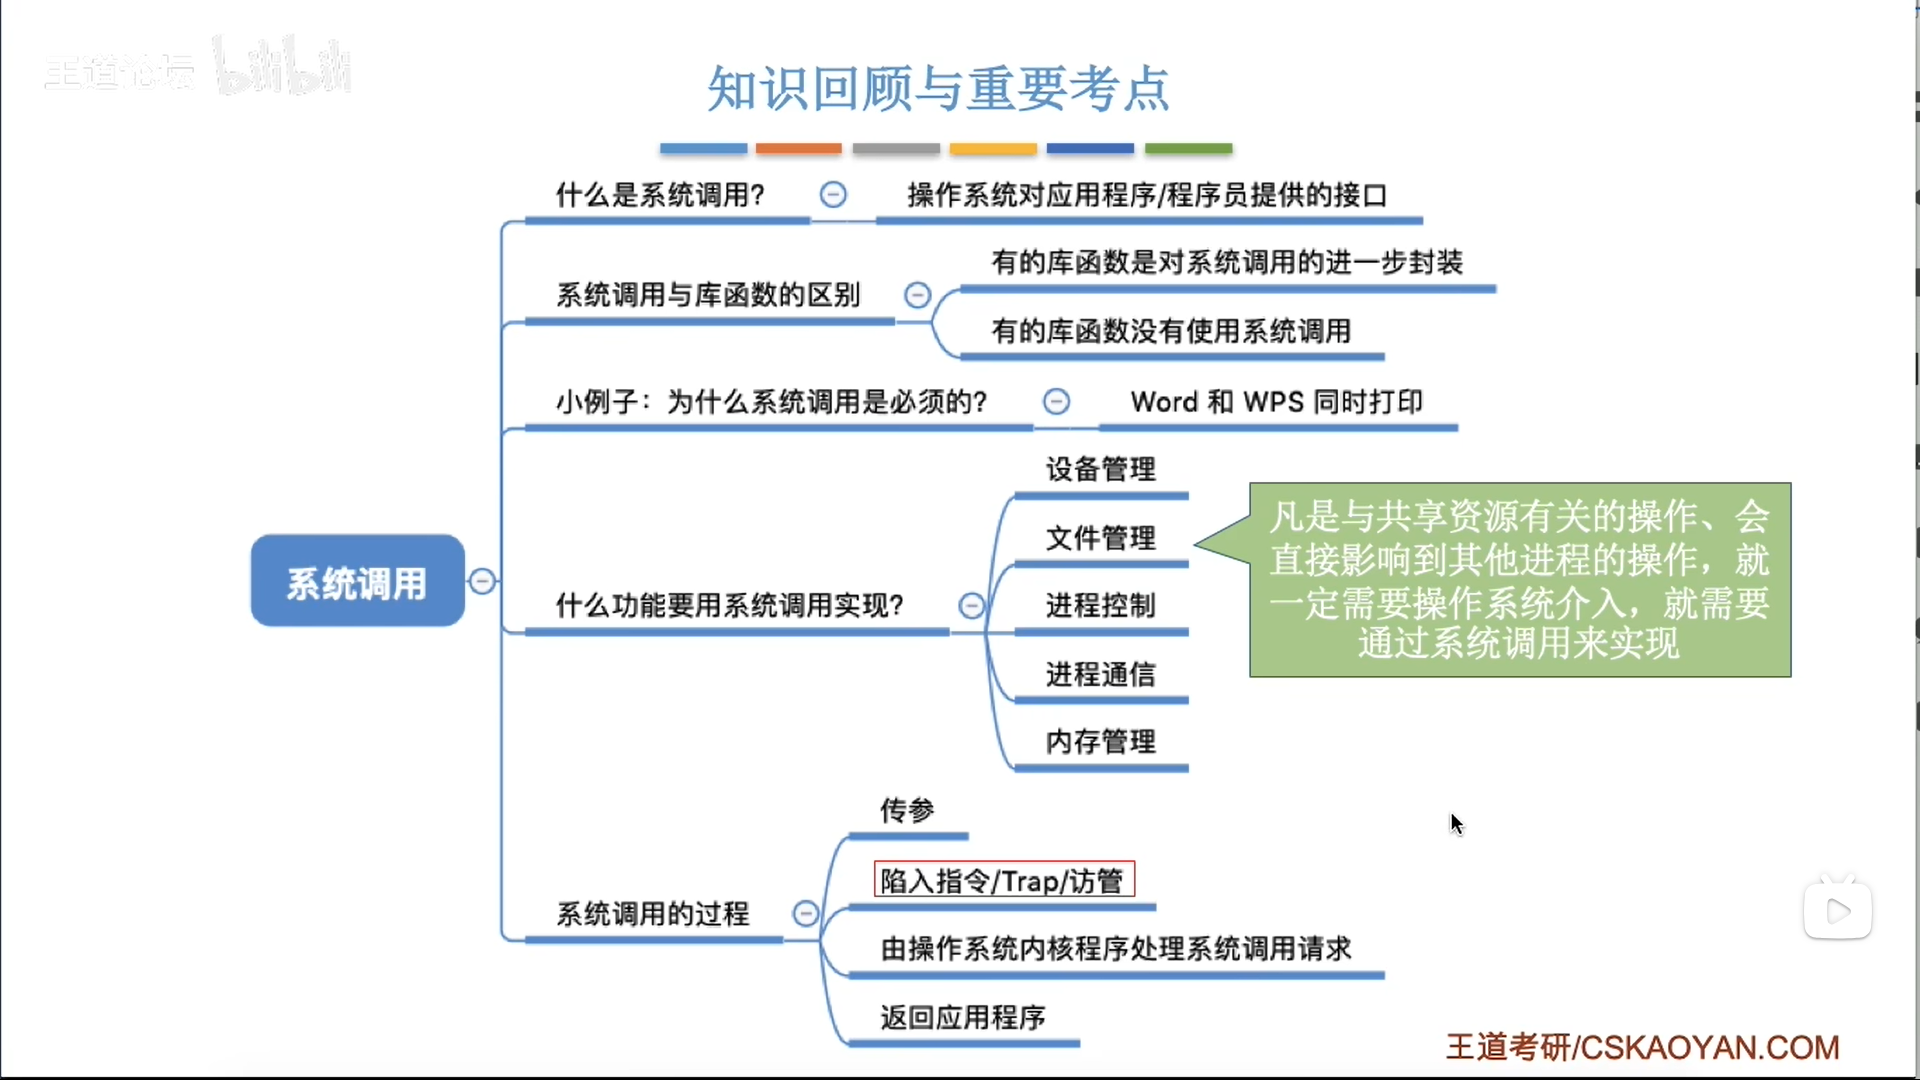 王道论坛 bilibili
知识回顾与重要考点
什么是系统调用?
操作系统对应用程序/程序员提供的接口
系统调用与库函数的区别
有的库函数是对系统调用的进一步封装
有的库函数没有使用系统调用
小例子：为什么系统调用是必须的?
Word 和 WPS 同时打印
系统调用
什么功能要用系统调用实现?
设备管理
文件管理
进程控制
进程通信
内存管理
凡是与共享资源有关的操作、会
直接影响到其他进程的操作，就
一定需要操作系统介入，就需要
通过系统调用来实现
系统调用的过程
传参
陷入指令/Trap/访管
由操作系统内核程序处理系统调用请求
返回应用程序
王道考研/CSKAOYAN.COM